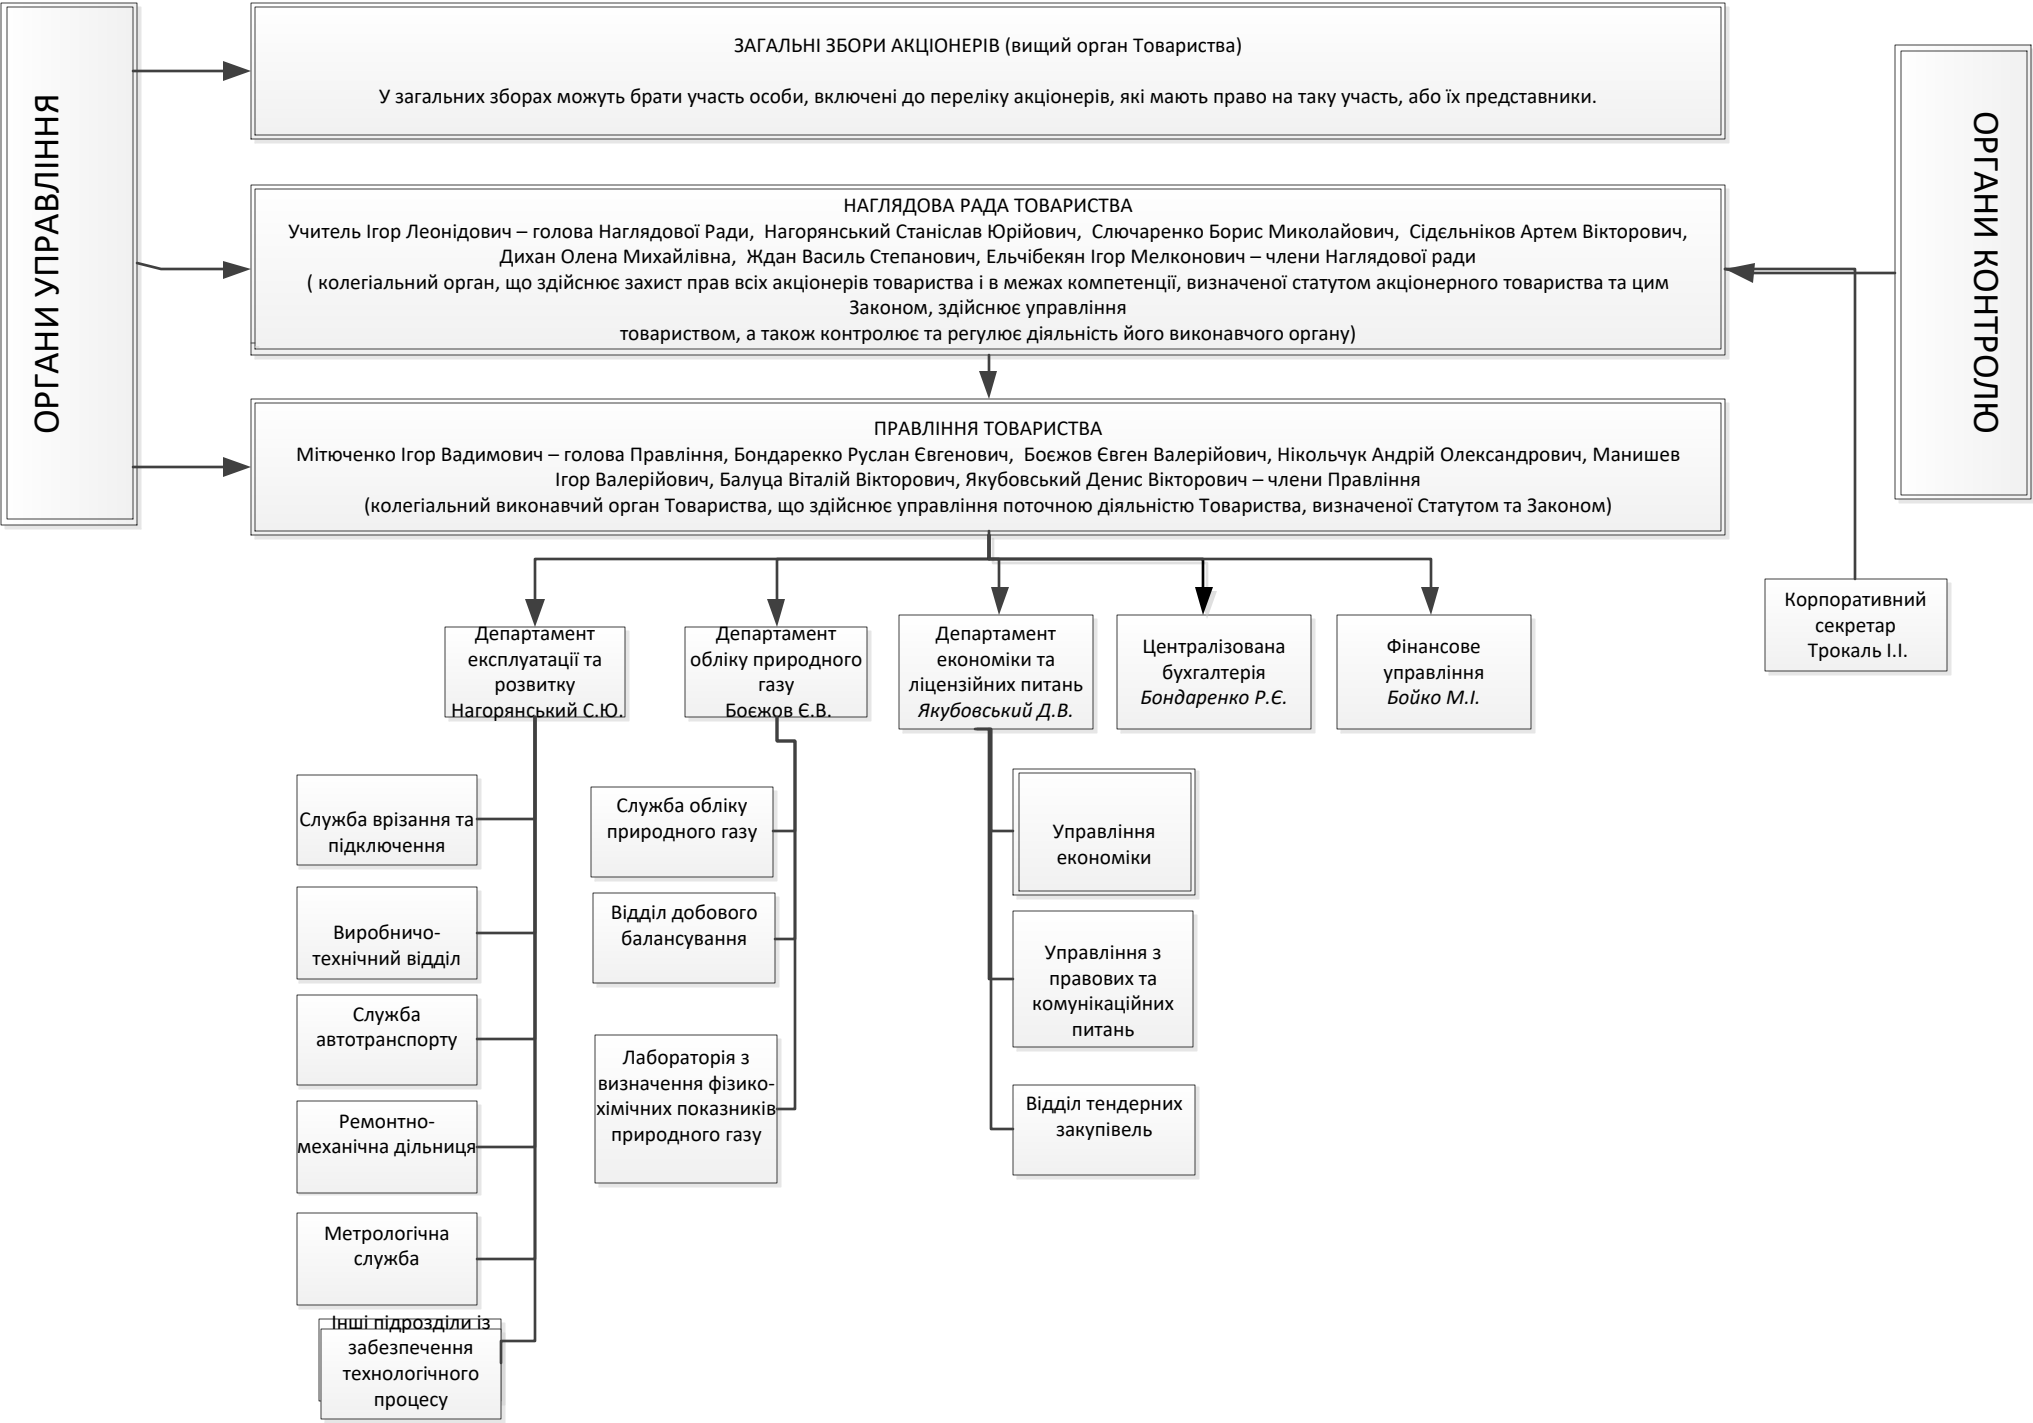 ОРГАНИ УПРАВЛІННЯ
ЗАГАЛЬНІ ЗБОРИ АКЦІОНЕРІВ (вищий орган Товариства)
У загальних зборах можуть брати участь особи, включені до переліку акціонерів, які мають право на таку участь, або їх представники.
ОРГАНИ КОНТРОЛЮ
НАГЛЯДОВА РАДА ТОВАРИСТВА
Учитель Ігор Леонідович – голова Наглядової Ради, Нагорянський Станіслав Юрійович, Слючаренко Борис Миколайович, Сідєльніков Артем Вікторович,
Дихан Олена Михайлівна, Ждан Василь Степанович, Ельчібекян Ігор Мелконович – члени Наглядової ради
( колегіальний орган, що здійснює захист прав всіх акціонерів товариства і в межах компетенції, визначеної статутом акціонерного товариства та цим
Законом, здійснює управління
товариством, а також контролює та регулює діяльність його виконавчого органу)
ПРАВЛІННЯ ТОВАРИСТВА
Мітюченко Ігор Вадимович – голова Правління, Бондарекко Руслан Євгенович, Боєжов Євген Валерійович, Нікольчук Андрій Олександрович, Манишев
Ігор Валерійович, Балуца Віталій Вікторович, Якубовський Денис Вікторович – члени Правління
(колегіальний виконавчий орган Товариства, що здійснює управління поточною діяльністю Товариства, визначеної Статутом та Законом)
Корпоративний
секретар
Трокаль І.І.
Департамент
експлуатації та
розвитку
Нагорянський С.Ю.
Департамент
обліку природного
газу
Боєжов Є.В.
Департамент
економіки та
ліцензійних питань
Якубовський Д.В.
Централізована
бухгалтерія
Бондаренко Р.Є.
Фінансове
управління
Бойко М.І.
Служба врізання та
підключення
Виробничо-
технічний відділ
Служба
автотранспорту
Ремонтно-
механічна дільниця
Метрологічна
служба
Інші підрозділи із
забезпечення
технологічного
процесу
Служба обліку
природного газу
Відділ добового
балансування
Лабораторія з
визначення фізико-
хімічних показників
природного газу
Управління
економіки
Управління з
правових та
комунікаційних
питань
Відділ тендерних
закупівель